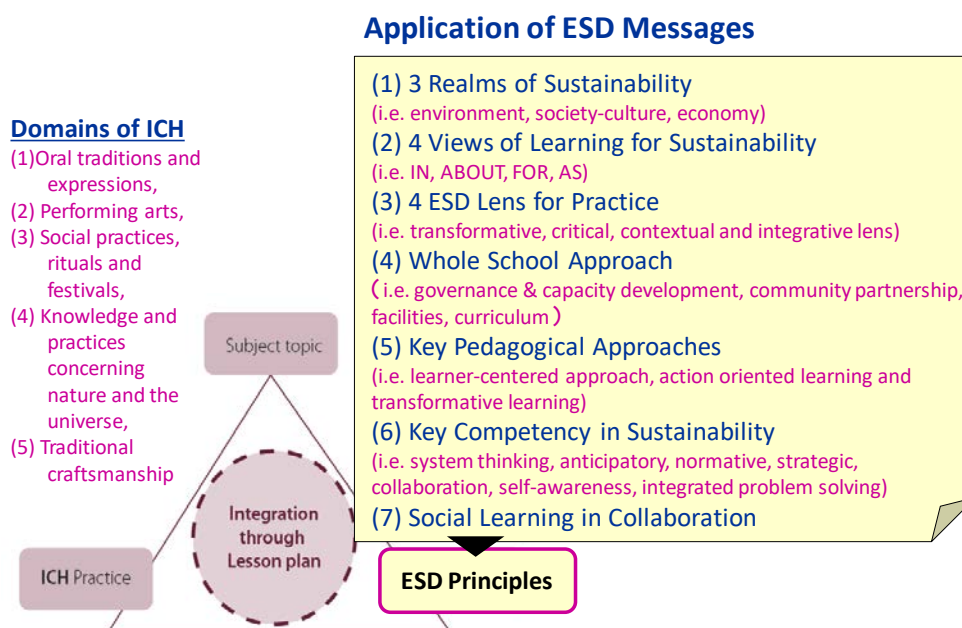 Application of ESD Messages
Domains of ICH
(1)Oral traditions and
expressions,
(2) Performing arts,
(3) Social practices,
rituals and
festivals,
(4) Knowledge and
practices
concerning
nature and the
universe,
(5) Traditional
craftsmanship
(1) 3 Realms of Sustainability
(i.e. environment, society-culture, economy)
(2) 4 Views of Learning for Sustainability
(i.e. IN, ABOUT, FOR, AS)
(3) 4 ESD Lens for Practice
(i.e. transformative, critical, contextual and integrative lens)
(4) Whole School Approach
（i.e. governance & capacity development, community partnership,
facilities, curriculum）
(5) Key Pedagogical Approaches
(i.e. learner-centered approach, action oriented learning and
transformative learning)
(6) Key Competency in Sustainability
(i.e. system thinking, anticipatory, normative, strategic,
collaboration, self-awareness, integrated problem solving)
(7) Social Learning in Collaboration
Subject topic
Integration
through
Lesson plan
ICH Practice
ESD Principles